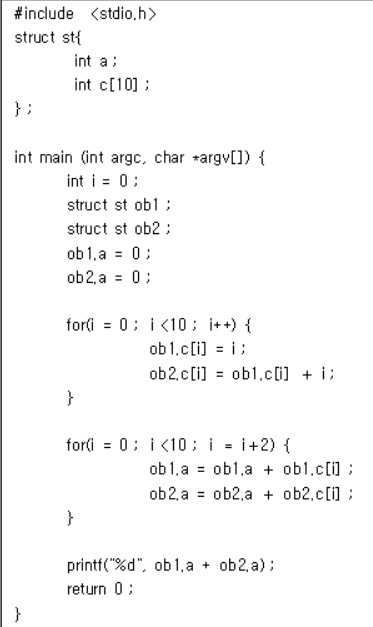 #include <stdio.h>
struct st{
int a ;
int c[10] ;
} ;
int main (int argc, char *argv[]) {
int i = 0 ;
struct st ob1 ;
struct st ob2 ;
ob1.a = 0 ;
ob2.a = 0 ;
for(i = 0 ; i <10 ; i++) {
ob1.c[i] = i ;
ob2.c[i] = ob1.c[i] + i ;
}
for(i = 0 ; i <10 ; i = i+2) {
ob1.a = ob1.a + ob1.c[i] ;
ob2.a = ob2.a + ob2.c[i] ;
}
printf("%d", ob1.a + ob2.a) ;
return 0 ;
}